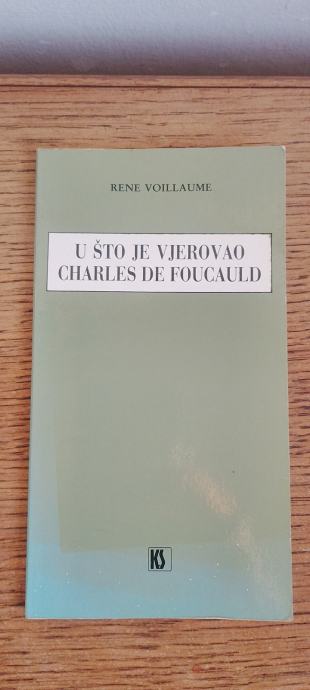 RENE VOILLAUME
U ŠTO JE VJEROVAO
CHARLES DE FOUCAULD
KS